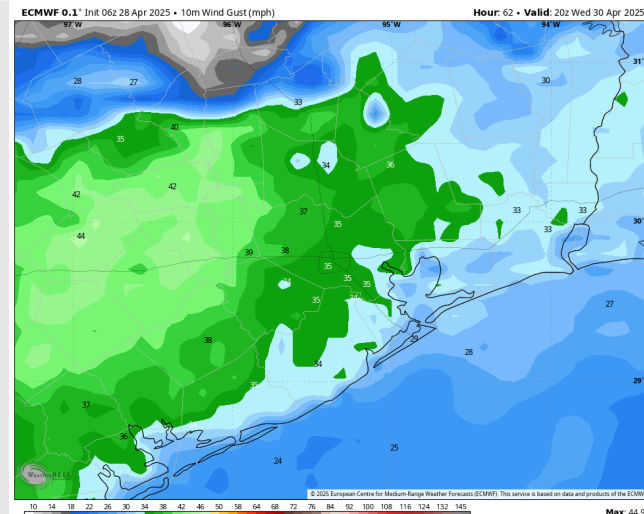 ECMWF 0.1° Init 06z 28 Apr 2025 • 10m Wind Gust (mph)
Hour: 62 • Valid: 20z Wed 30 Apr 2025
97°W 96°W 95°W 94°W
31°
28 27 30
33
40
35
34 36
42 42
37 33 33
35 30°
44 33
39 38
35
34 35 35
35
27
38 29
28
34
29°
35
37
36
24 25
WeatherBELL
© 2025 European Centre for Medium-Range Weather Forecasts (ECMWF). This service is based on data and products of the ECMW
10 14 18 22 26 30 34 38 42 46 50 58 64 68 72 76 84 92 100 108 116 124 132 145
Max: 44.9